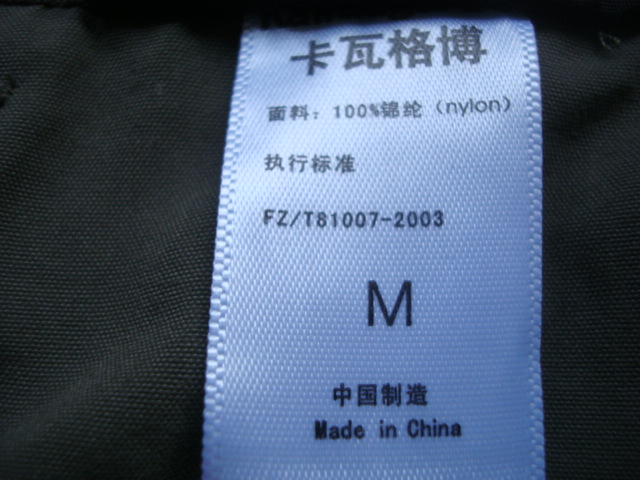 卡瓦格博
面料：100%锦纶（nylon）
执行标准
FZ/T81007-2003
M
中国制造
Made in China